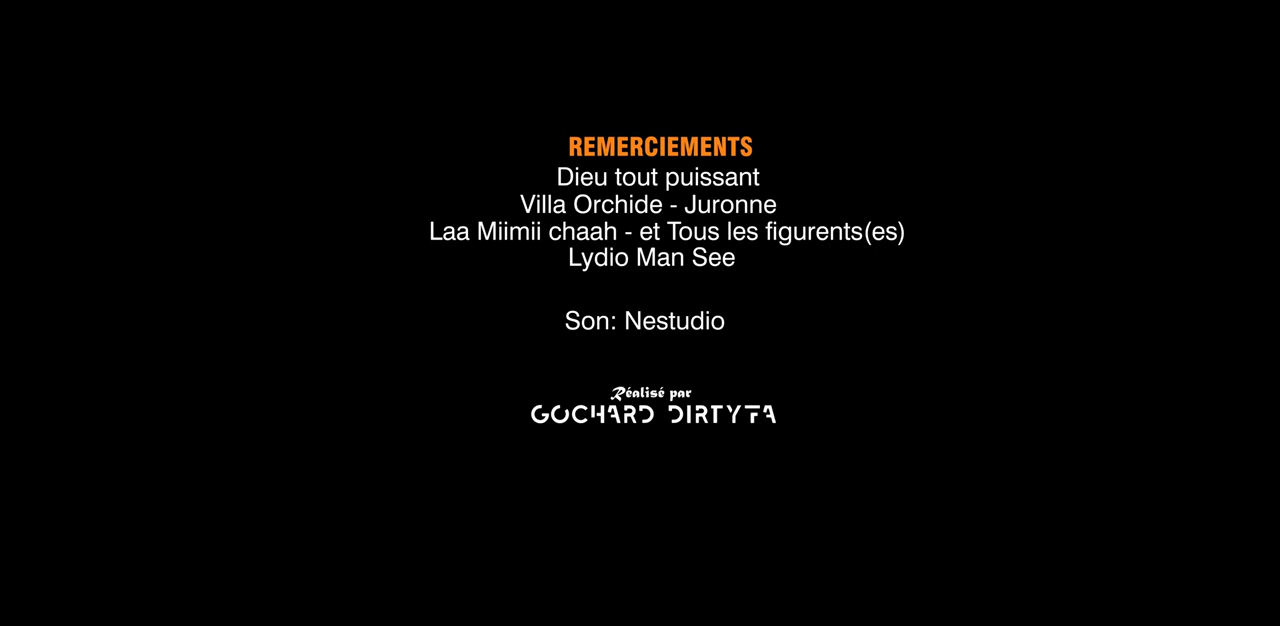 REMERCIEMENTS
Dieu tout puissant
Villa Orchide - Juronne
Laa Miimii chaah - et Tous les figurents(es)
Lydio Man See
Son: Nestudio
Réalisé par
GOCHARD DIRTYFA